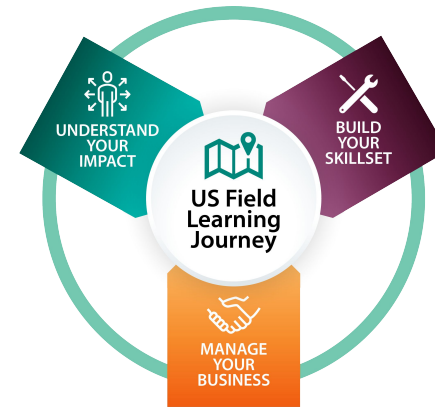 UNDERSTAND
YOUR
IMPACT
BUILD
YOUR
SKILLSET
US Field
Learning
Journey
MANAGE
YOUR
BUSINESS